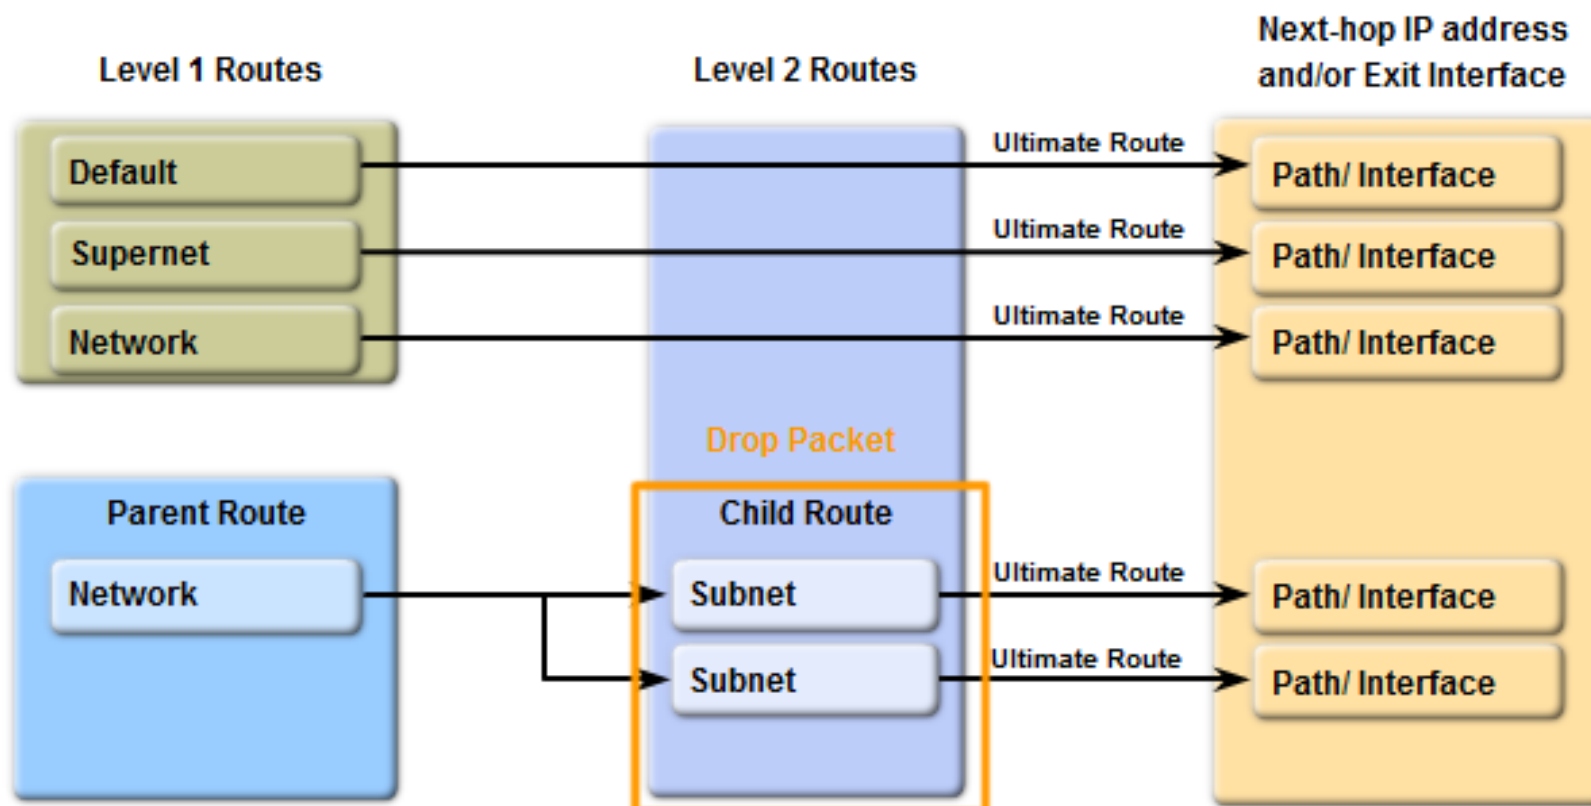 Level 1 Routes
Level 2 Routes
Next-hop IP address
and/or Exit Interface
Default
Ultimate Route
Path/ Interface
Supernet
Ultimate Route
Path/ Interface
Network
Ultimate Route
Path/ Interface
Drop Packet
Parent Route
Child Route
Network
Subnet
Ultimate Route
Path/ Interface
Subnet
Ultimate Route
Path/ Interface